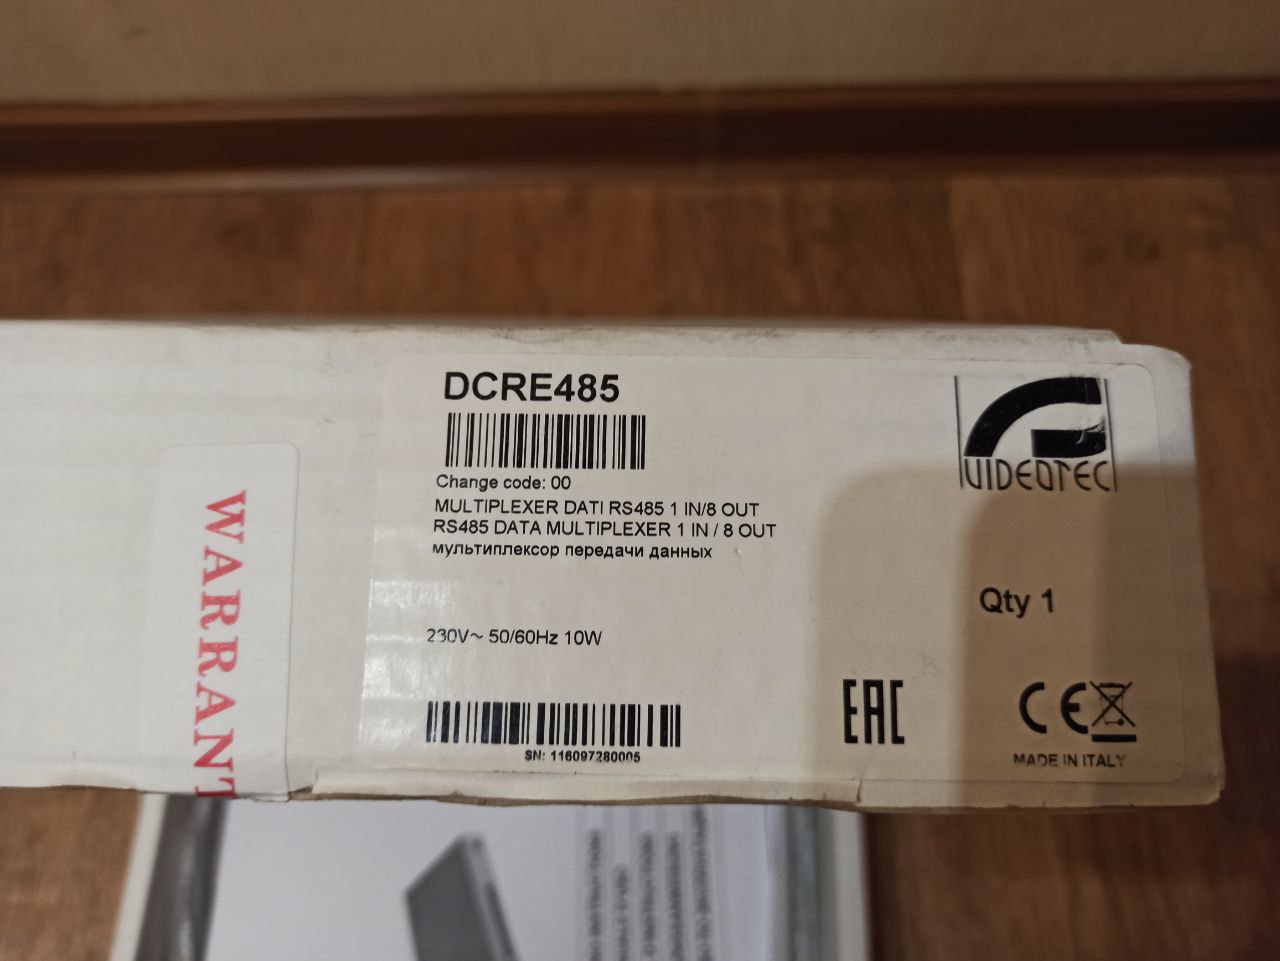 DCRE485
Change code: 00
MULTIPLEXER DATI RS485 1 IN/8 OUT
RS485 DATA MULTIPLEXER 1 IN / 8 OUT
мультиплексор передачи данных
230V~ 50/60Hz 10W
SN: 116097280005
VIDEOTEC
Qty 1
EAC
CE
MADE IN ITALY
WARRANT